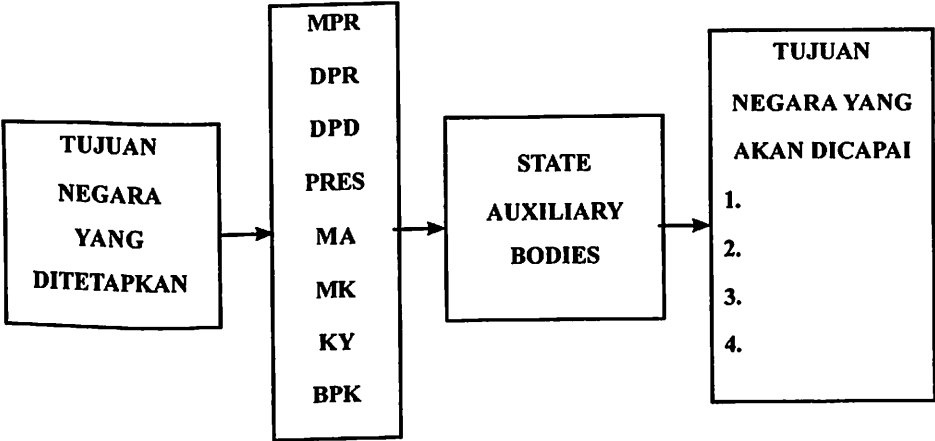 TUJUAN
NEGARA
YANG
DITETAPKAN
MPR
DPR
DPD
PRES
MA
MK
KY
BPK
STATE
AUXILIARY
BODIES
TUJUAN
NEGARA YANG
AKAN DICAPAI
1.
2.
3.
4.